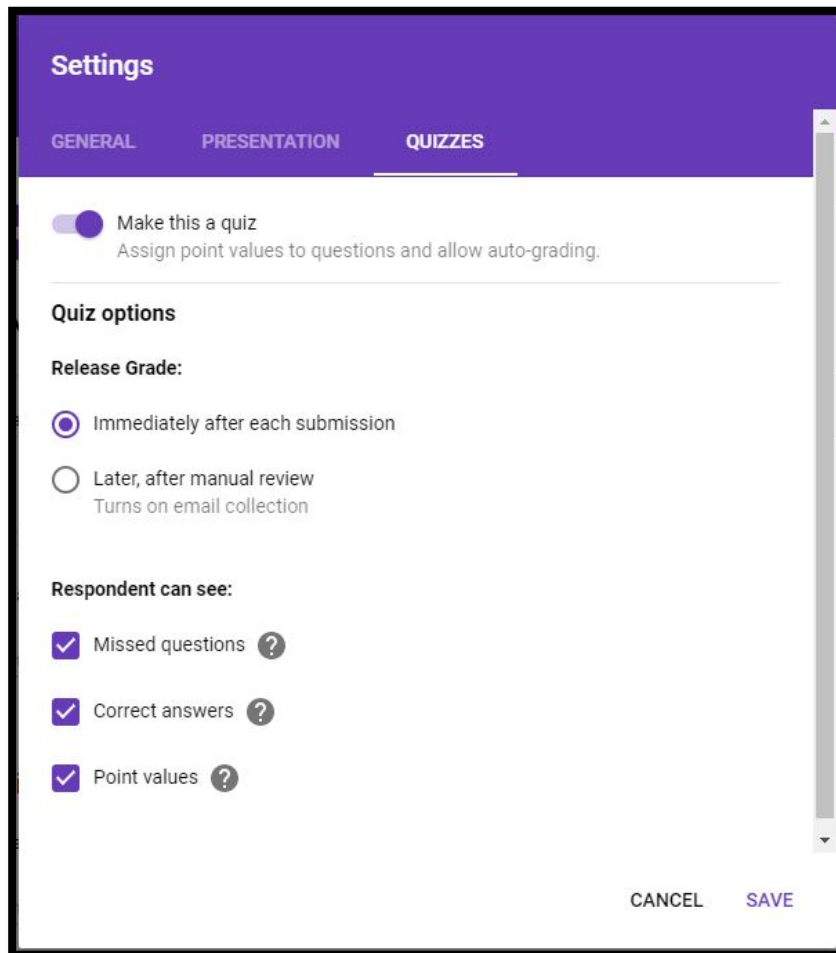 Settings
GENERAL PRESENTATION QUIZZES
Make this a quiz
Assign point values to questions and allow auto-grading.
Quiz options
Release Grade:
Immediately after each submission
Later, after manual review
Turns on email collection
Respondent can see:
Missed questions ?
Correct answers ?
Point values ?
CANCEL SAVE